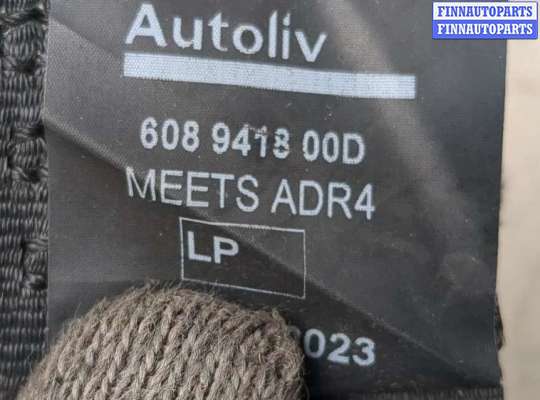 FINNAUTOPARTS
FINNAUTOPARTS
Autoliv
608 9418 00D
MEETS ADR4
LP
023